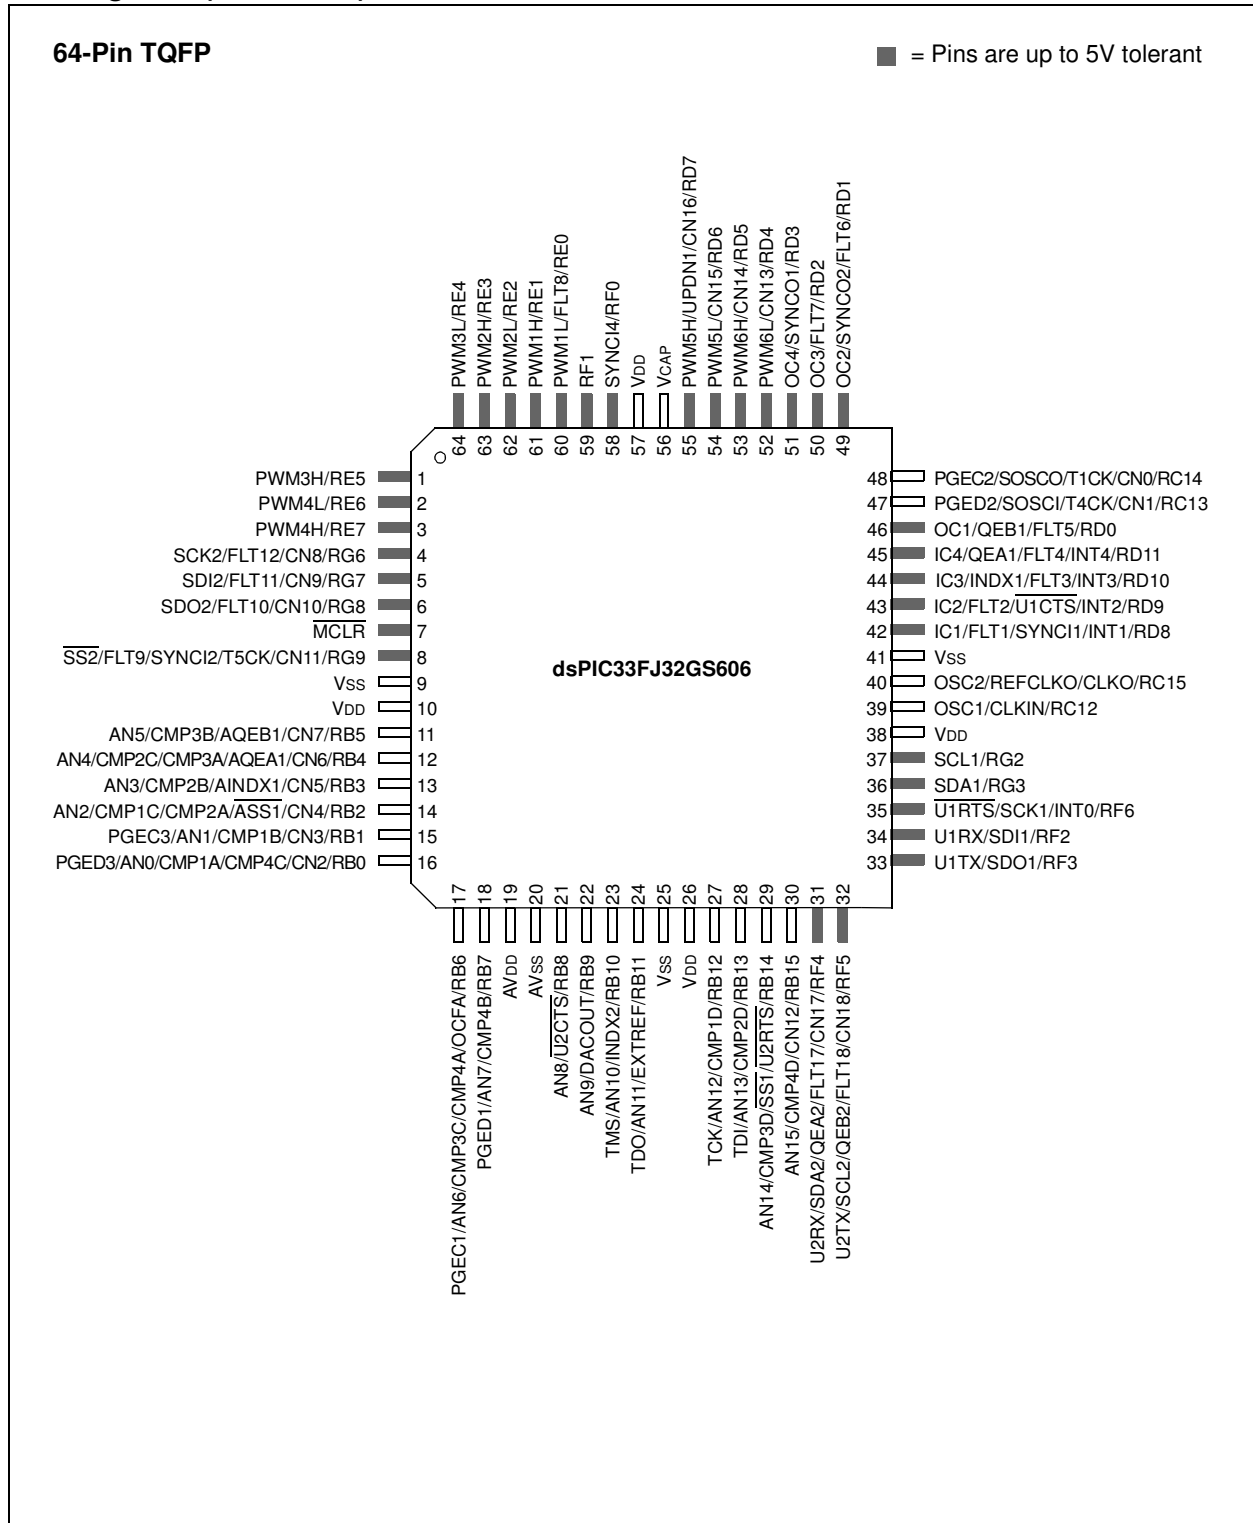 64-Pin TQFP
= Pins are up to 5V tolerant
PWM3L/RE4
PWM2H/RE3
PWM2L/RE2
PWM1H/RE1
PWM1L/FLT8/RE0
RF1
SYNCI4/RF0
VDD
VCAP
PWM5H/UPDN1/CN16/RD7
PWM5L/CN15/RD6
PWM6H/CN14/RD5
PWM6L/CN13/RD4
OC4/SYNCO1/RD3
OC3/FLT7/RD2
OC2/SYNCO2/FLT6/RD1
64 63 62 61 60 59 58 57 56 55 54 53 52 51 50 49
PWM3H/RE5 1
PWM4L/RE6 2
PWM4H/RE7 3
SCK2/FLT12/CN8/RG6 4
SDI2/FLT11/CN9/RG7 5
SDO2/FLT10/CN10/RG8 6
MCLR 7
SS2/FLT9/SYNCI2/T5CK/CN11/RG9 8
VSS 9
VDD 10
AN5/CMP3B/AQEB1/CN7/RB5 11
AN4/CMP2C/CMP3A/AQEA1/CN6/RB4 12
AN3/CMP2B/AINDX1/CN5/RB3 13
AN2/CMP1C/CMP2A/ASS1/CN4/RB2 14
PGEC3/AN1/CMP1B/CN3/RB1 15
PGED3/AN0/CMP1A/CMP4C/CN2/RB0 16
dsPIC33FJ32GS606
48 PGEC2/SOSCO/T1CK/CN0/RC14
47 PGED2/SOSCI/T4CK/CN1/RC13
46 OC1/QEB1/FLT5/RD0
45 IC4/QEA1/FLT4/INT4/RD11
44 IC3/INDX1/FLT3/INT3/RD10
43 IC2/FLT2/U1CTS/INT2/RD9
42 IC1/FLT1/SYNCI1/INT1/RD8
41 VSS
40 OSC2/REFCLKO/CLKO/RC15
39 OSC1/CLKIN/RC12
38 VDD
37 SCL1/RG2
36 SDA1/RG3
35 U1RTS/SCK1/INT0/RF6
34 U1RX/SDI1/RF2
33 U1TX/SDO1/RF3
17 18 19 20 21 22 23 24 25 26 27 28 29 30 31 32
PGEC1/AN6/CMP3C/CMP4A/OCFA/RB6
PGED1/AN7/CMP4B/RB7
AVDD
AVSS
AN8/U2CTS/RB8
AN9/DACOUT/RB9
TMS/AN10/INDX2/RB10
TDO/AN11/EXTREF/RB11
VSS
VDD
TCK/AN12/CMP1D/RB12
TDI/AN13/CMP2D/RB13
AN14/CMP3D/SS1/U2RTS/RB14
AN15/CMP4D/CN12/RB15
U2RX/SDA2/QEA2/FLT17/CN17/RF4
U2TX/SCL2/QEB2/FLT18/CN18/RF5